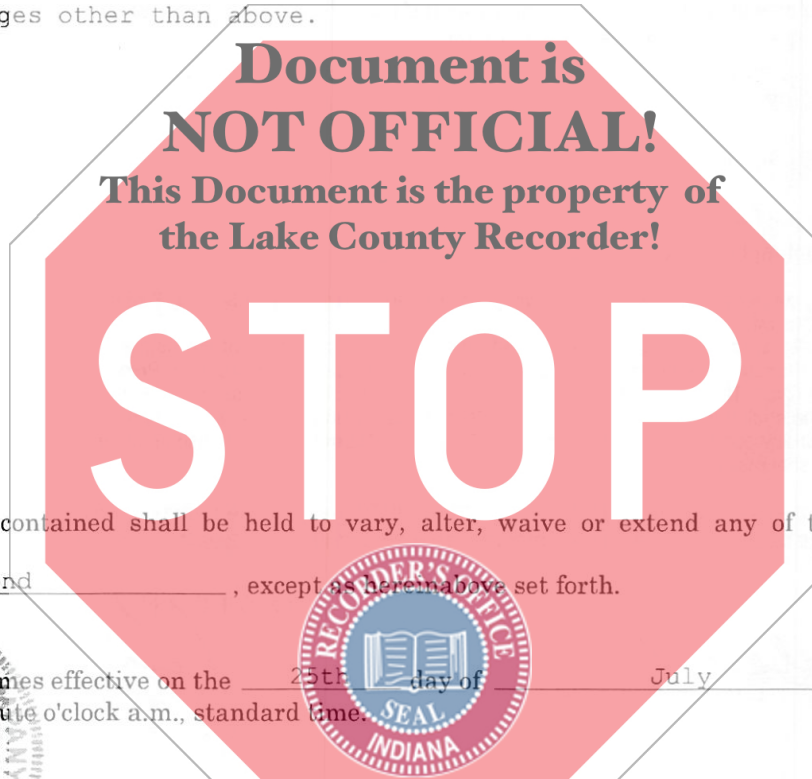 ges other than above.
Document is
NOT OFFICIAL!
This Document is the property of
the Lake County Recorder!
STOP
contained shall be held to vary, alter, waive or extend any of t
nd , except as hereinabove set forth.
mes effective on the 25th day of July
ute o'clock a.m., standard time.
RECORDER'S OFFICE
SEAL
INDIANA